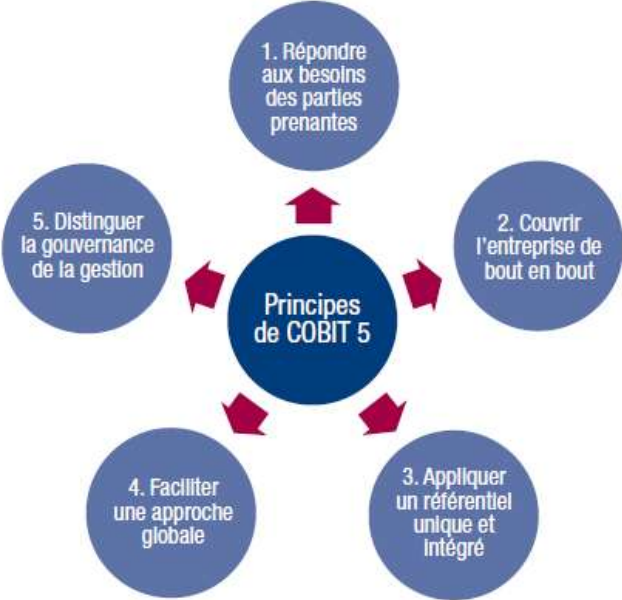 1. Répondre
aux besoins
des parties
prenantes
2. Couvrir
l'entreprise de
bout en bout
3. Appliquer
un référentiel
unique et
intégré
4. Faciliter
une approche
globale
5. Distinguer
la gouvernance
de la gestion
Principes
de COBIT 5